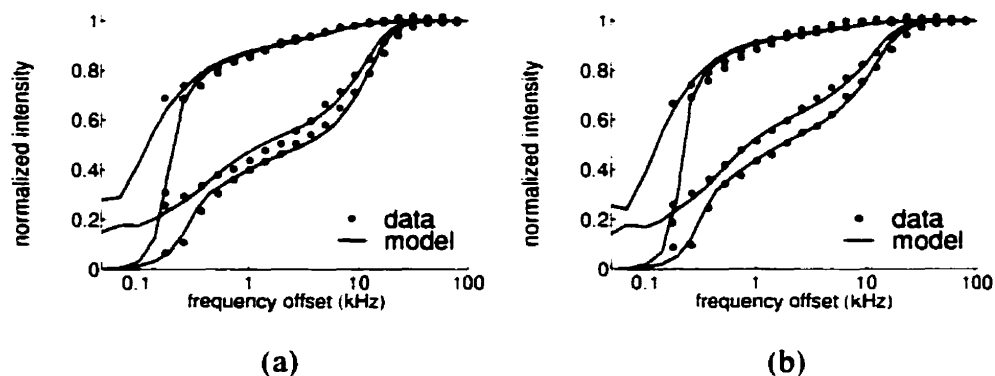 normalized intensity
1
0.8
0.6
0.4
0.2
0
0.1
1
10
100
frequency offset (kHz)
data
model
(a)
normalized intensity
1
0.8
0.6
0.4
0.2
0
0.1
1
10
100
frequency offset (kHz)
data
model
(b)